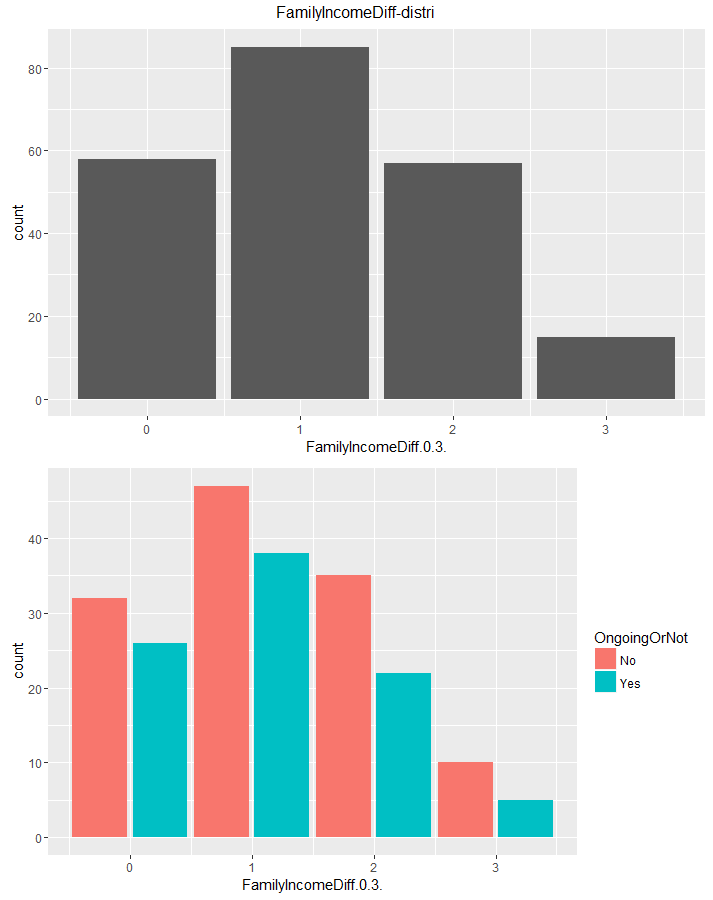 FamilyIncomeDiff-distri
80
60
40
20
0
count
0 1 2 3
FamilyIncomeDiff.0.3.
40
30
20
10
0
count
0 1 2 3
FamilyIncomeDiff.0.3.
OngoingOrNot
No
Yes